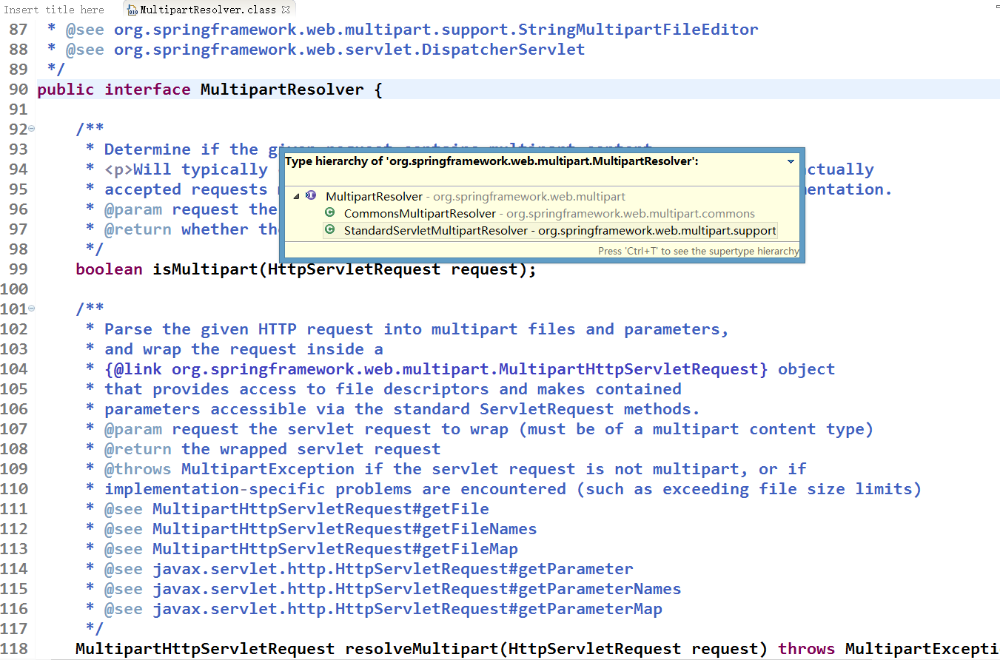 Insert title here MultipartResolver.class
87 * @see org.springframework.web.multipart.support.StringMultipartFileEditor
88 * @see org.springframework.web.servlet.DispatcherServlet
89 */
90 public interface MultipartResolver {
91
92 /**
93 * Determine if the given request contains multipart content
94 * <p>Will typically ctually
95 * accepted requests mentation.
96 * @param request the
97 * @return whether the
98 */
Type hierarchy of 'org.springframework.web.multipart.MultipartResolver':
MultipartResolver - org.springframework.web.multipart
CommonsMultipartResolver - org.springframework.web.multipart.commons
StandardServletMultipartResolver - org.springframework.web.multipart.support
Press 'Ctrl+T' to see the supertype hierarchy
99 boolean isMultipart(HttpServletRequest request);
100
101 /**
102 * Parse the given HTTP request into multipart files and parameters,
103 * and wrap the request inside a
104 * {@link org.springframework.web.multipart.MultipartHttpServletRequest} object
105 * that provides access to file descriptors and makes contained
106 * parameters accessible via the standard ServletRequest methods.
107 * @param request the servlet request to wrap (must be of a multipart content type)
108 * @return the wrapped servlet request
109 * @throws MultipartException if the servlet request is not multipart, or if
110 * implementation-specific problems are encountered (such as exceeding file size limits)
111 * @see MultipartHttpServletRequest#getFile
112 * @see MultipartHttpServletRequest#getFileNames
113 * @see MultipartHttpServletRequest#getFileMap
114 * @see javax.servlet.http.HttpServletRequest#getParameter
115 * @see javax.servlet.http.HttpServletRequest#getParameterNames
116 * @see javax.servlet.http.HttpServletRequest#getParameterMap
117 */
118 MultipartHttpServletRequest resolveMultipart(HttpServletRequest request) throws MultipartExcepti